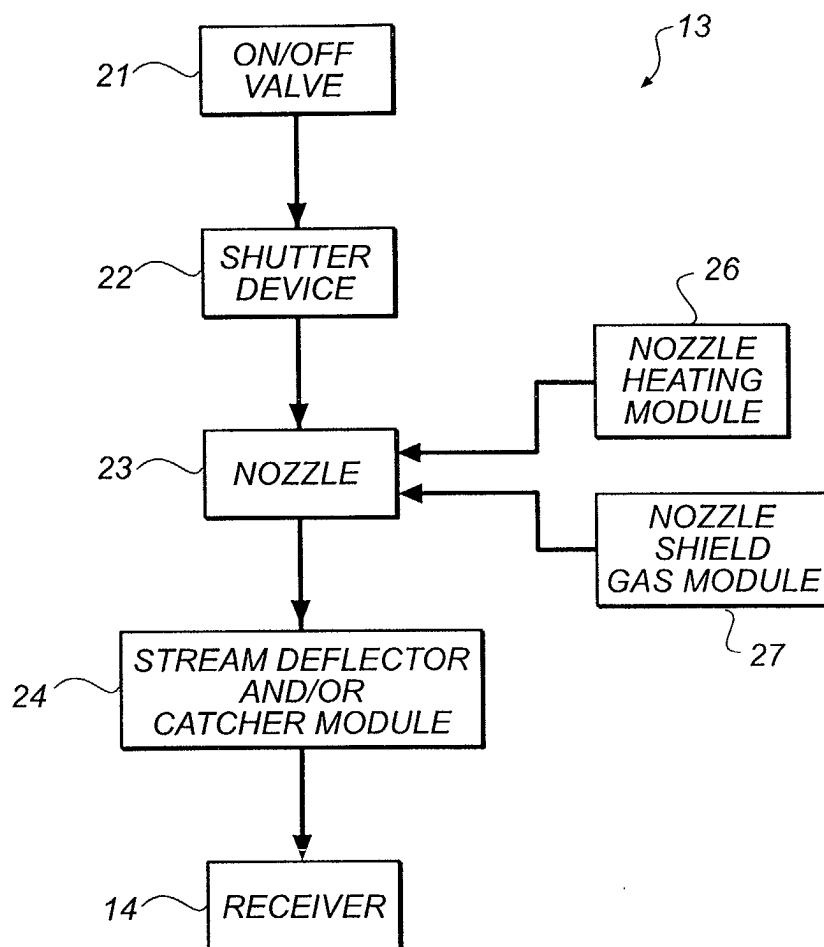 13
21
ON/OFF
VALVE
22
SHUTTER
DEVICE
26
NOZZLE
HEATING
MODULE
23
NOZZLE
NOZZLE
SHIELD
GAS MODULE
27
24
STREAM DEFLECTOR
AND/OR
CATCHER MODULE
14
RECEIVER